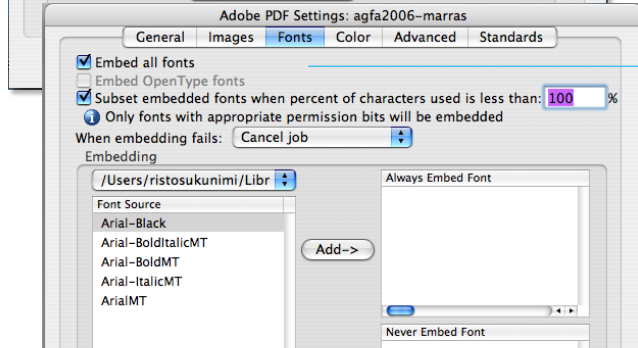 Adobe PDF Settings: agfa2006-marras
General Images Fonts Color Advanced Standards
Embed all fonts
Embed OpenType fonts
Subset embedded fonts when percent of characters used is less than: 100 %
Only fonts with appropriate permission bits will be embedded
When embedding fails: Cancel job
Embedding
/Users/ristosukunimi/Libr
Always Embed Font
Font Source
Arial-Black
Arial-BoldItalicMT
Add->
Arial-BoldMT
Arial-ItalicMT
ArialMT
Never Embed Font